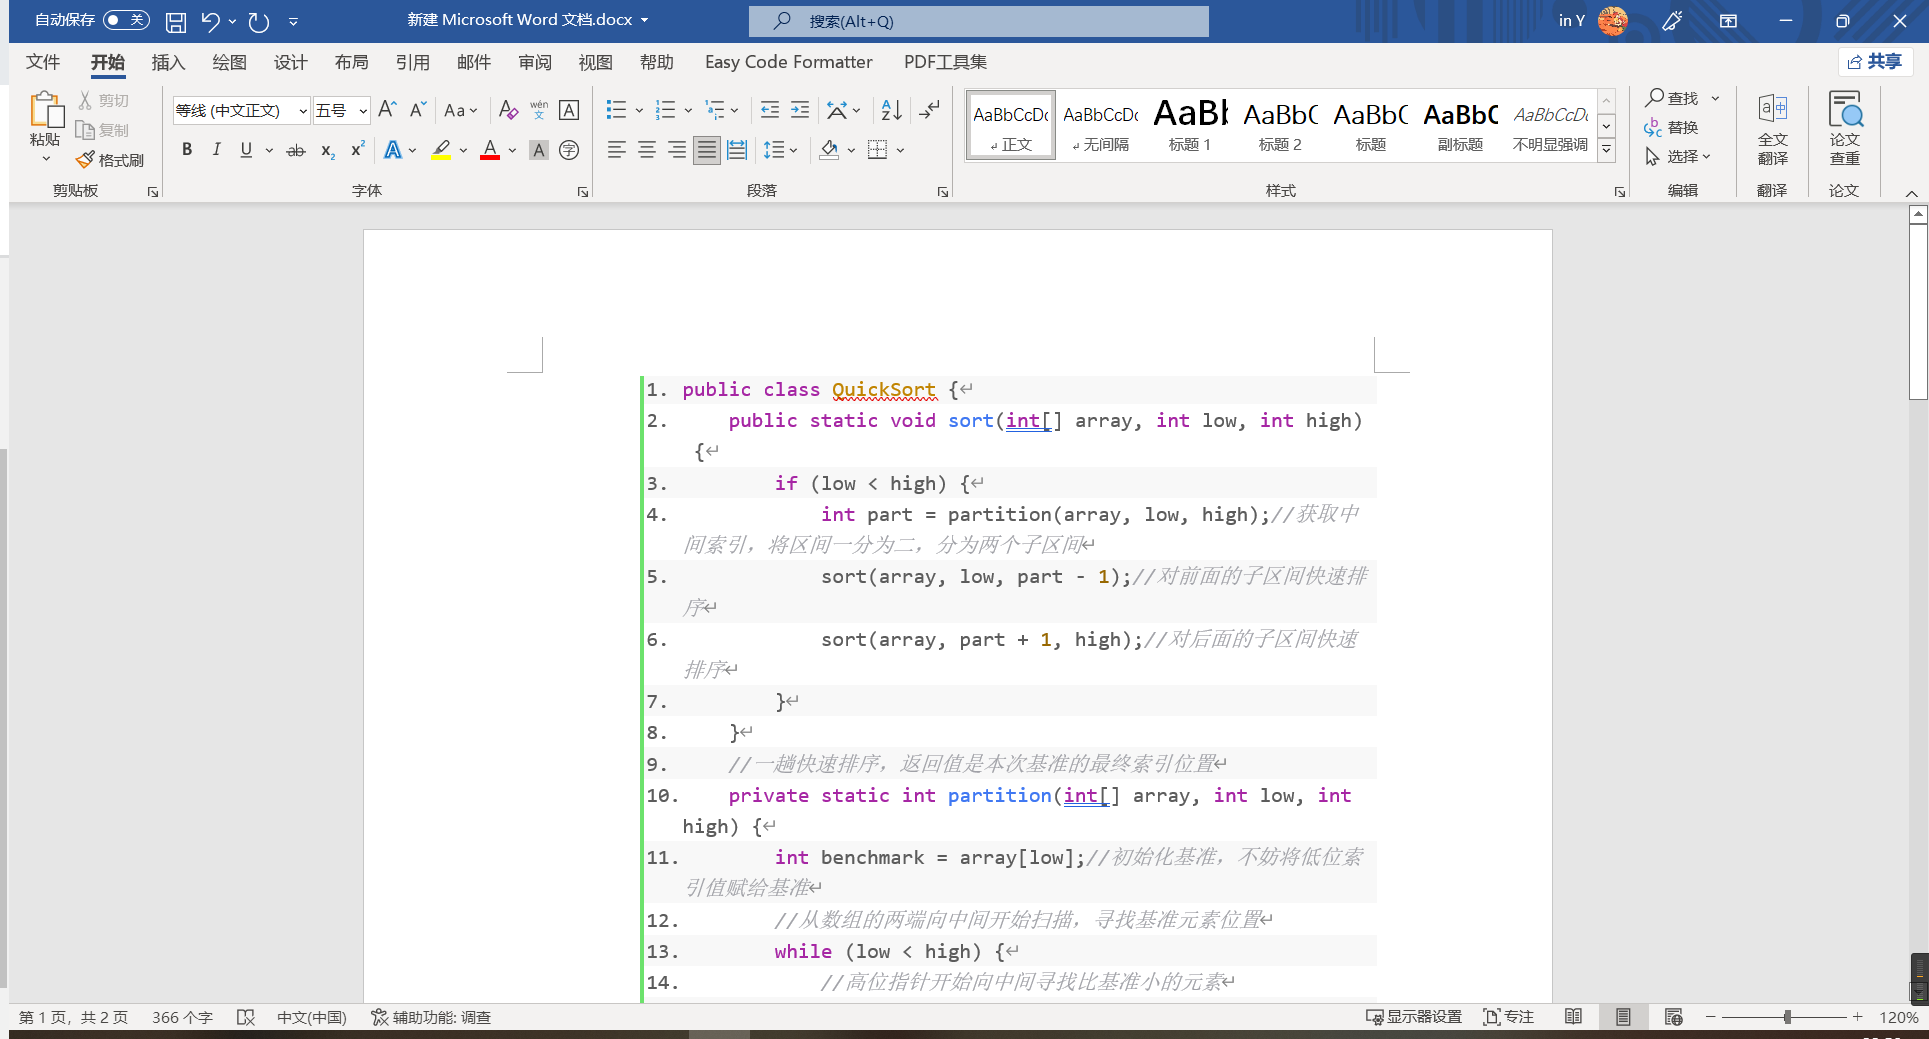 自动保存 关 新建 Microsoft Word 文档.docx 搜索(Alt+Q) in Y
文件 开始 插入 绘图 设计 布局 引用 邮件 审阅 视图 帮助 Easy Code Formatter PDF工具集 共享
粘贴 剪切 复制 格式刷
等线 (中文正文) 五号 A A Aa wén 文 A
B I U ab x₂ x² A A A 字
AaBbCcDc AaBbCcDc AaBl AaBbC AaBbC AaBbC AaBbCcDc
正文 无间隔 标题 1 标题 2 标题 副标题 不明显强调
查找 替换 选择
全文翻译 论文查重
剪贴板 字体 段落 样式 编辑 翻译 论文
1. public class QuickSort {
2. public static void sort(int[] array, int low, int high)
{
3. if (low < high) {
4. int part = partition(array, low, high);//获取中
间索引，将区间一分为二，分为两个子区间
5. sort(array, low, part - 1);//对前面的子区间快速排
序
6. sort(array, part + 1, high);//对后面的子区间快速
排序
7. }
8. }
9. //一趟快速排序，返回值是本次基准的最终索引位置
10. private static int partition(int[] array, int low, int
high) {
11. int benchmark = array[low];//初始化基准，不妨将低位索
引值赋给基准
12. //从数组的两端向中间开始扫描，寻找基准元素位置
13. while (low < high) {
14. //高位指针开始向中间寻找比基准小的元素
第 1 页，共 2 页 366 个字 中文(中国) 辅助功能: 调查 显示器设置 专注 120%